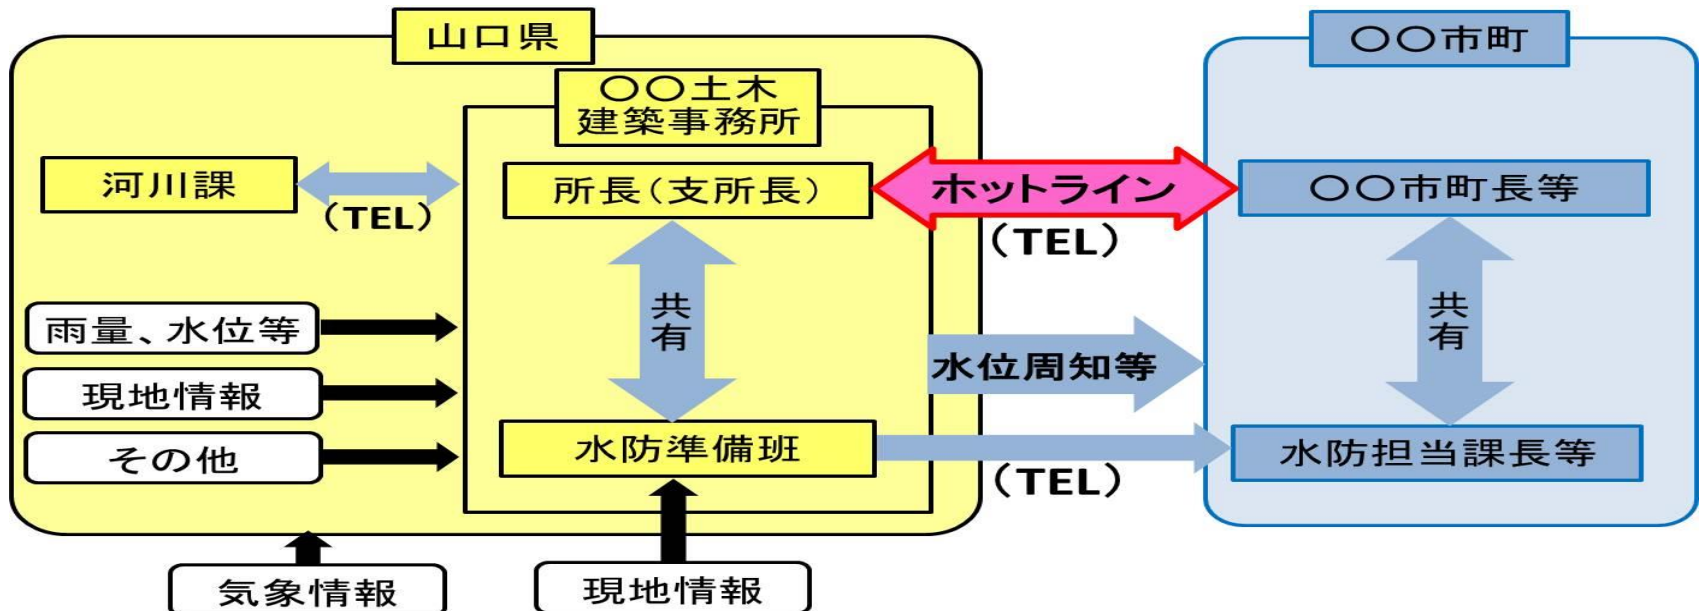 山口県
〇〇市町
〇〇土木
建築事務所
河川課
(TEL)
所長(支所長)
ホットライン
(TEL)
〇〇市町長等
雨量、水位等
現地情報
その他
共有
水位周知等
共有
水防準備班
(TEL)
水防担当課長等
気象情報
現地情報